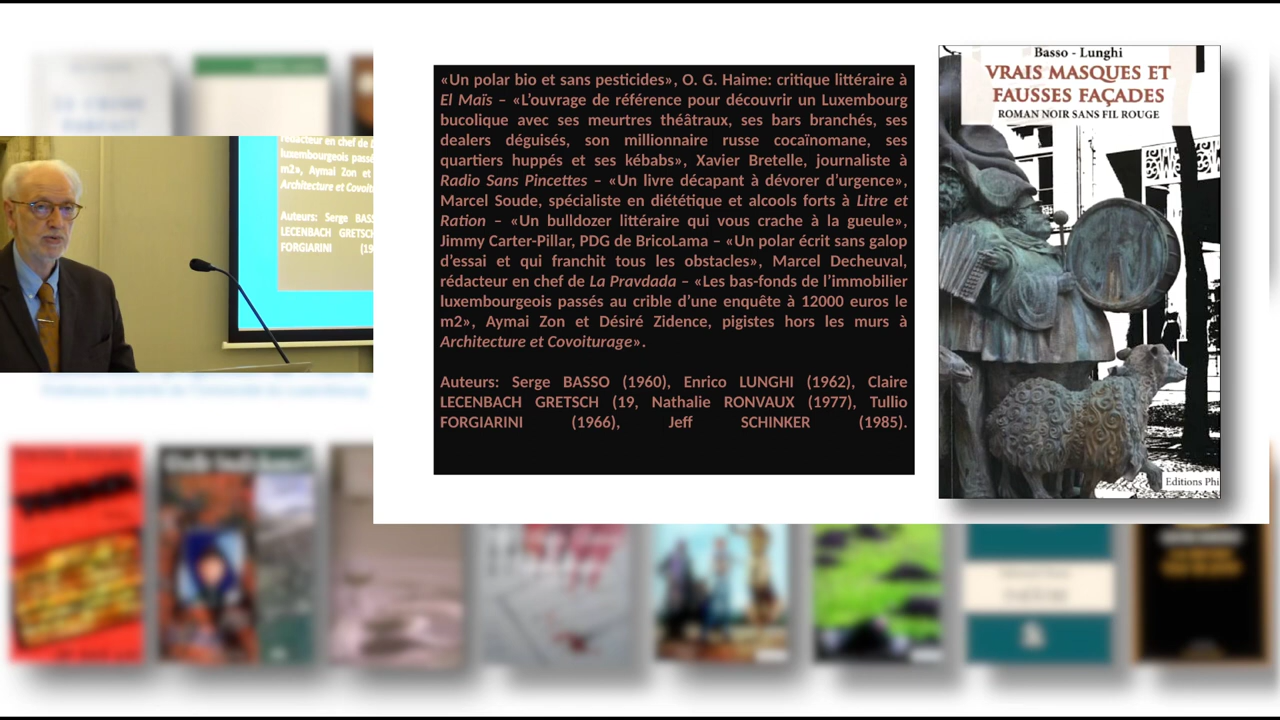 «Un polar bio et sans pesticides», O. G. Haime: critique littéraire à
El Maïs – «L'ouvrage de référence pour découvrir un Luxembourg
bucolique avec ses meurtres théâtraux, ses bars branchés, ses
dealers déguisés, son millionnaire russe cocaïnomane, ses
quartiers huppés et ses kébabs», Xavier Bretelle, journaliste à
Radio Sans Pincettes – «Un livre décapant à dévorer d'urgence»,
Marcel Soude, spécialiste en diététique et alcools forts à Litre et
Ration – «Un bulldozer littéraire qui vous crache à la gueule»,
Jimmy Carter-Pillar, PDG de BricoLama – «Un polar écrit sans galop
d'essai et qui franchit tous les obstacles», Marcel Decheuval,
rédacteur en chef de La Pravdada – «Les bas-fonds de l'immobilier
luxembourgeois passés au crible d'une enquête à 12000 euros le
m2», Aymai Zon et Désiré Zidence, pigistes hors les murs à
Architecture et Covoiturage».
Auteurs: Serge BASSO (1960), Enrico LUNGHI (1962), Claire
LECENBACH GRETSCH (19, Nathalie RONVAUX (1977), Tullio
FORGIARINI (1966), Jeff SCHINKER (1985).
Basso - Lunghi
VRAIS MASQUES ET
FAUSSES FAÇADES
ROMAN NOIR SANS FIL ROUGE
Editions Phi
rédacteur en chef de
luxembourgeois passé
m2», Aymai Zon et
Architecture et Covoitu
Auteurs: Serge BASS
LECENBACH GRETSCH
FORGIARINI (19